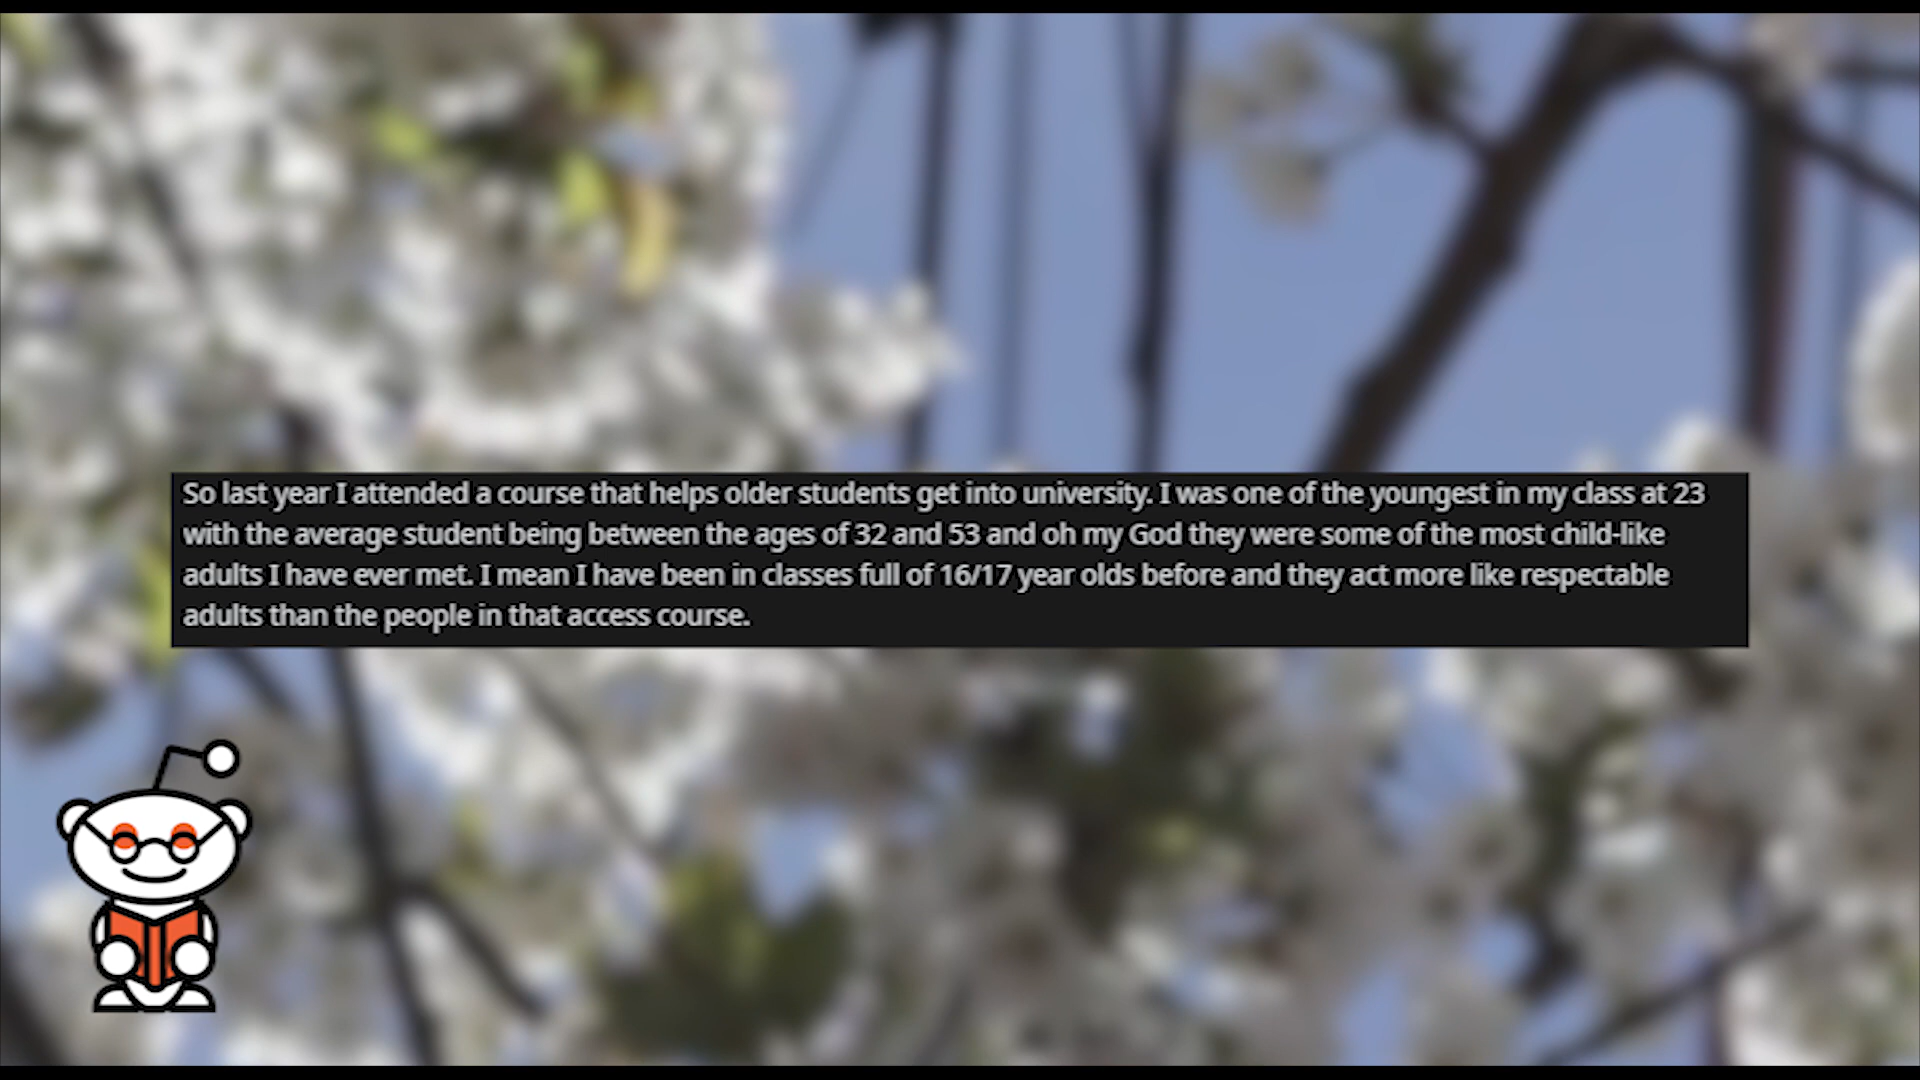 So last year I attended a course that helps older students get into university. I was one of the youngest in my class at 23
with the average student being between the ages of 32 and 53 and oh my God they were some of the most child-like
adults I have ever met. I mean I have been in classes full of 16/17 year olds before and they act more like respectable
adults than the people in that access course.